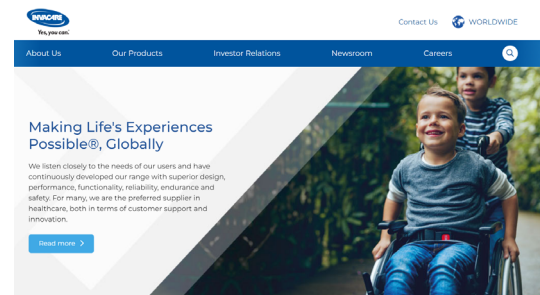 INVACARE
Yes, you can.
Contact Us
WORLDWIDE
About Us
Our Products
Investor Relations
Newsroom
Careers
Making Life's Experiences
Possible®, Globally
We listen closely to the needs of our users and have
continuously developed our range with superior design,
performance, functionality, reliability, endurance and
safety. For many, we are the preferred supplier in
healthcare, both in terms of customer support and
innovation.
Read more